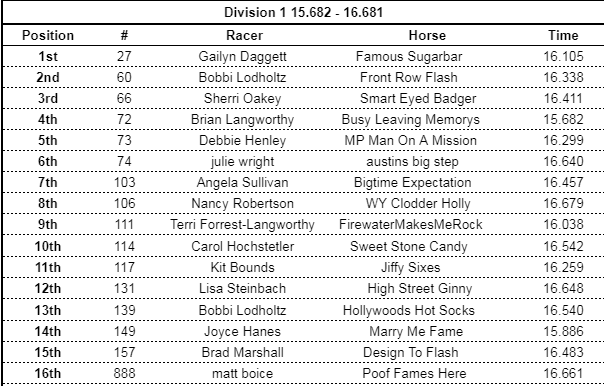 Division 1 15.682 - 16.681
Position # Racer Horse Time
1st 27 Gailyn Daggett Famous Sugarbar 16.105
2nd 60 Bobbi Lodholtz Front Row Flash 16.338
3rd 66 Sherri Oakey Smart Eyed Badger 16.411
4th 72 Brian Langworthy Busy Leaving Memorys 15.682
5th 73 Debbie Henley MP Man On A Mission 16.299
6th 74 julie wright austins big step 16.640
7th 103 Angela Sullivan Bigtime Expectation 16.457
8th 106 Nancy Robertson WY Clodder Holly 16.679
9th 111 Terri Forrest-Langworthy FirewaterMakesMeRock 16.038
10th 114 Carol Hochstetler Sweet Stone Candy 16.542
11th 117 Kit Bounds Jiffy Sixes 16.259
12th 131 Lisa Steinbach High Street Ginny 16.648
13th 139 Bobbi Lodholtz Hollywoods Hot Socks 16.540
14th 149 Joyce Hanes Marry Me Fame 15.886
15th 157 Brad Marshall Design To Flash 16.483
16th 888 matt boice Poof Fames Here 16.661